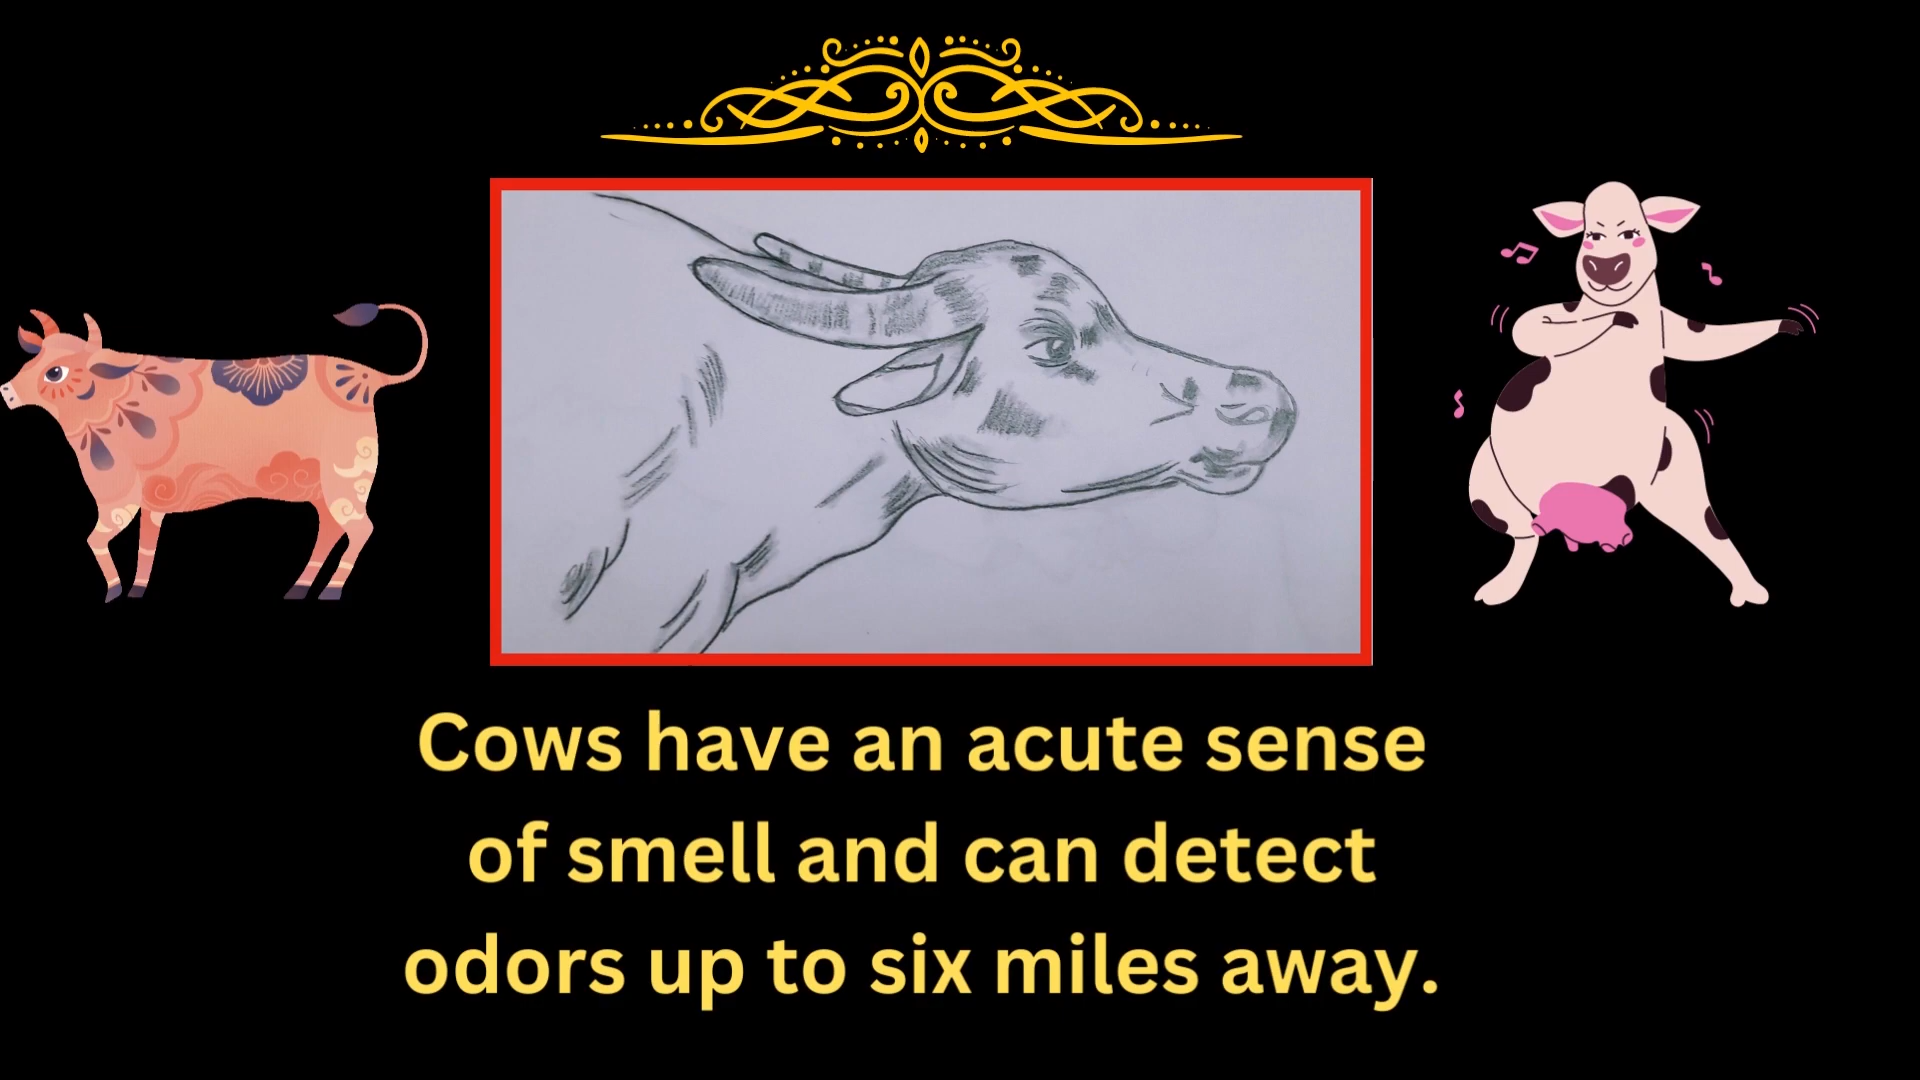 Cows have an acute sense
of smell and can detect
odors up to six miles away.